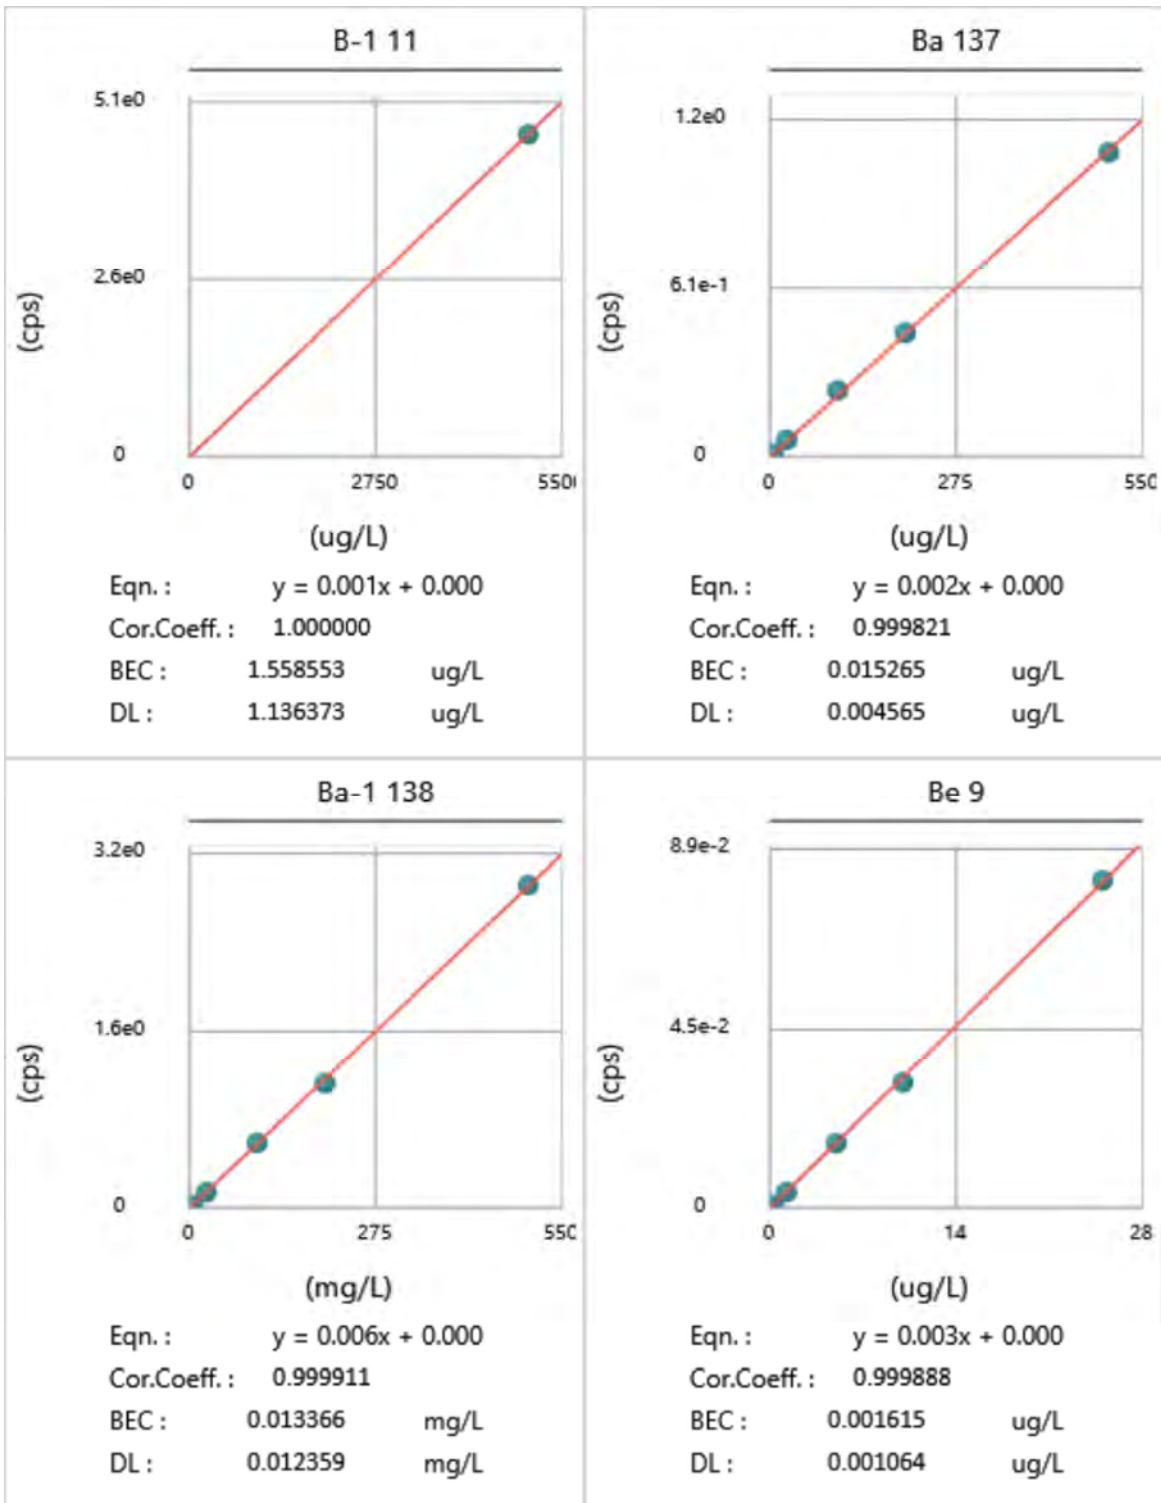 B-1 11
5.1e0
2.6e0
0
(cps)
0 2750 5500
(ug/L)
Eqn. : y = 0.001x + 0.000
Cor.Coeff. : 1.000000
BEC : 1.558553 ug/L
DL : 1.136373 ug/L
Ba 137
1.2e0
6.1e-1
0
(cps)
0 275 550
(ug/L)
Eqn. : y = 0.002x + 0.000
Cor.Coeff. : 0.999821
BEC : 0.015265 ug/L
DL : 0.004565 ug/L
Ba-1 138
3.2e0
1.6e0
0
(cps)
0 275 550
(mg/L)
Eqn. : y = 0.006x + 0.000
Cor.Coeff. : 0.999911
BEC : 0.013366 mg/L
DL : 0.012359 mg/L
Be 9
8.9e-2
4.5e-2
0
(cps)
0 14 28
(ug/L)
Eqn. : y = 0.003x + 0.000
Cor.Coeff. : 0.999888
BEC : 0.001615 ug/L
DL : 0.001064 ug/L